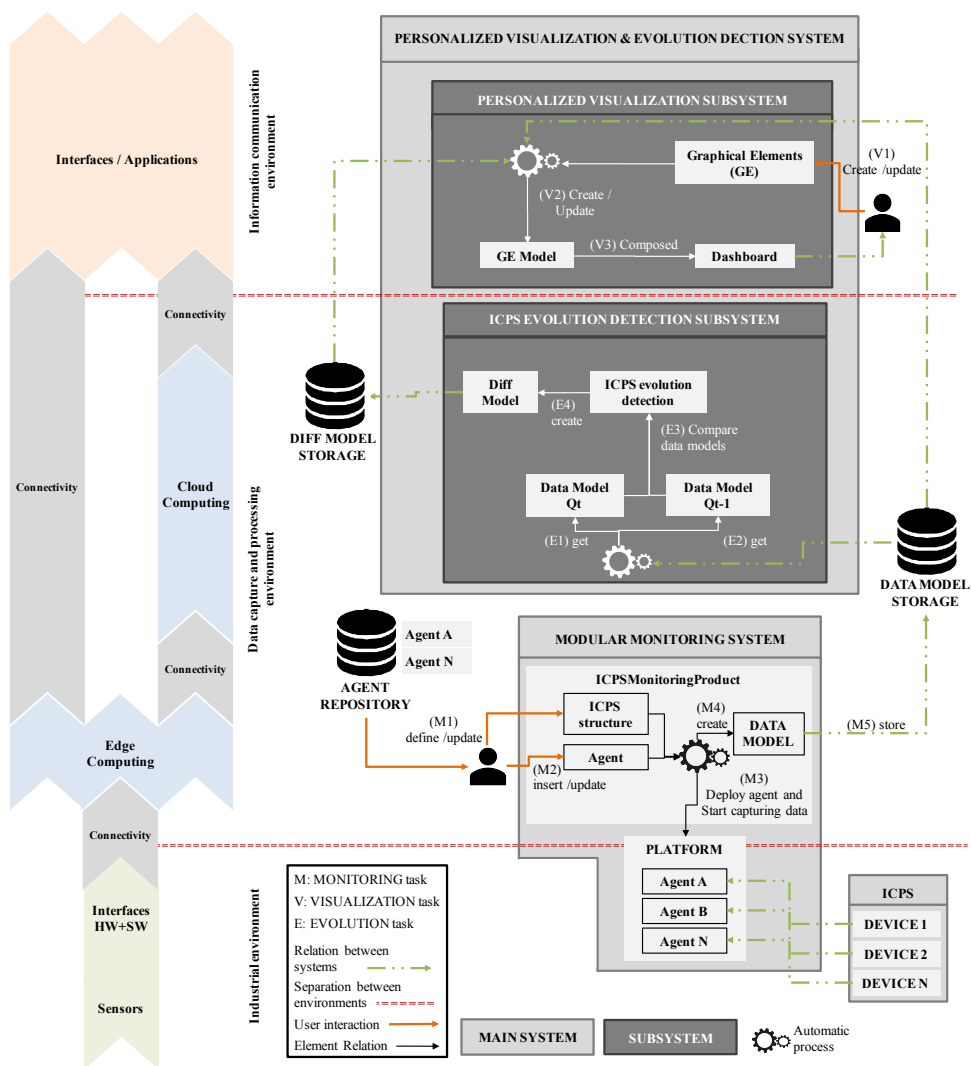 PERSONALIZED VISUALIZATION & EVOLUTION DECTION SYSTEM
PERSONALIZED VISUALIZATION SUBSYSTEM
Graphical Elements
(GE)
(V1)
Create /update
(V2) Create /
Update
GE Model
(V3) Composed
Dashboard
Interfaces / Applications
Information communication
environment
Connectivity
ICPS EVOLUTION DETECTION SUBSYSTEM
Diff
Model
ICPS evolution
detection
(E4)
create
(E3) Compare
data models
DIFF MODEL
STORAGE
Data Model
Qt
Data Model
Qt-1
(E1) get
(E2) get
Connectivity
Cloud
Computing
Data capture and processing
environment
DATA MODEL
STORAGE
Connectivity
Agent A
Agent N
AGENT
REPOSITORY
MODULAR MONITORING SYSTEM
ICPSMonitoringProduct
ICPS
structure
(M4)
create
DATA
MODEL
(M5) store
(M1)
define /update
Agent
(M2)
insert /update
(M3)
Deploy agent and
Start capturing data
Edge
Computing
Connectivity
PLATFORM
Agent A
Agent B
Agent N
ICPS
DEVICE 1
DEVICE 2
DEVICE N
Interfaces
HW+SW
Sensors
Industrial environment
M: MONITORING task
V: VISUALIZATION task
E: EVOLUTION task
Relation between
systems
Separation between
environments
User interaction
Element Relation
MAIN SYSTEM
SUBSYSTEM
Automatic
process